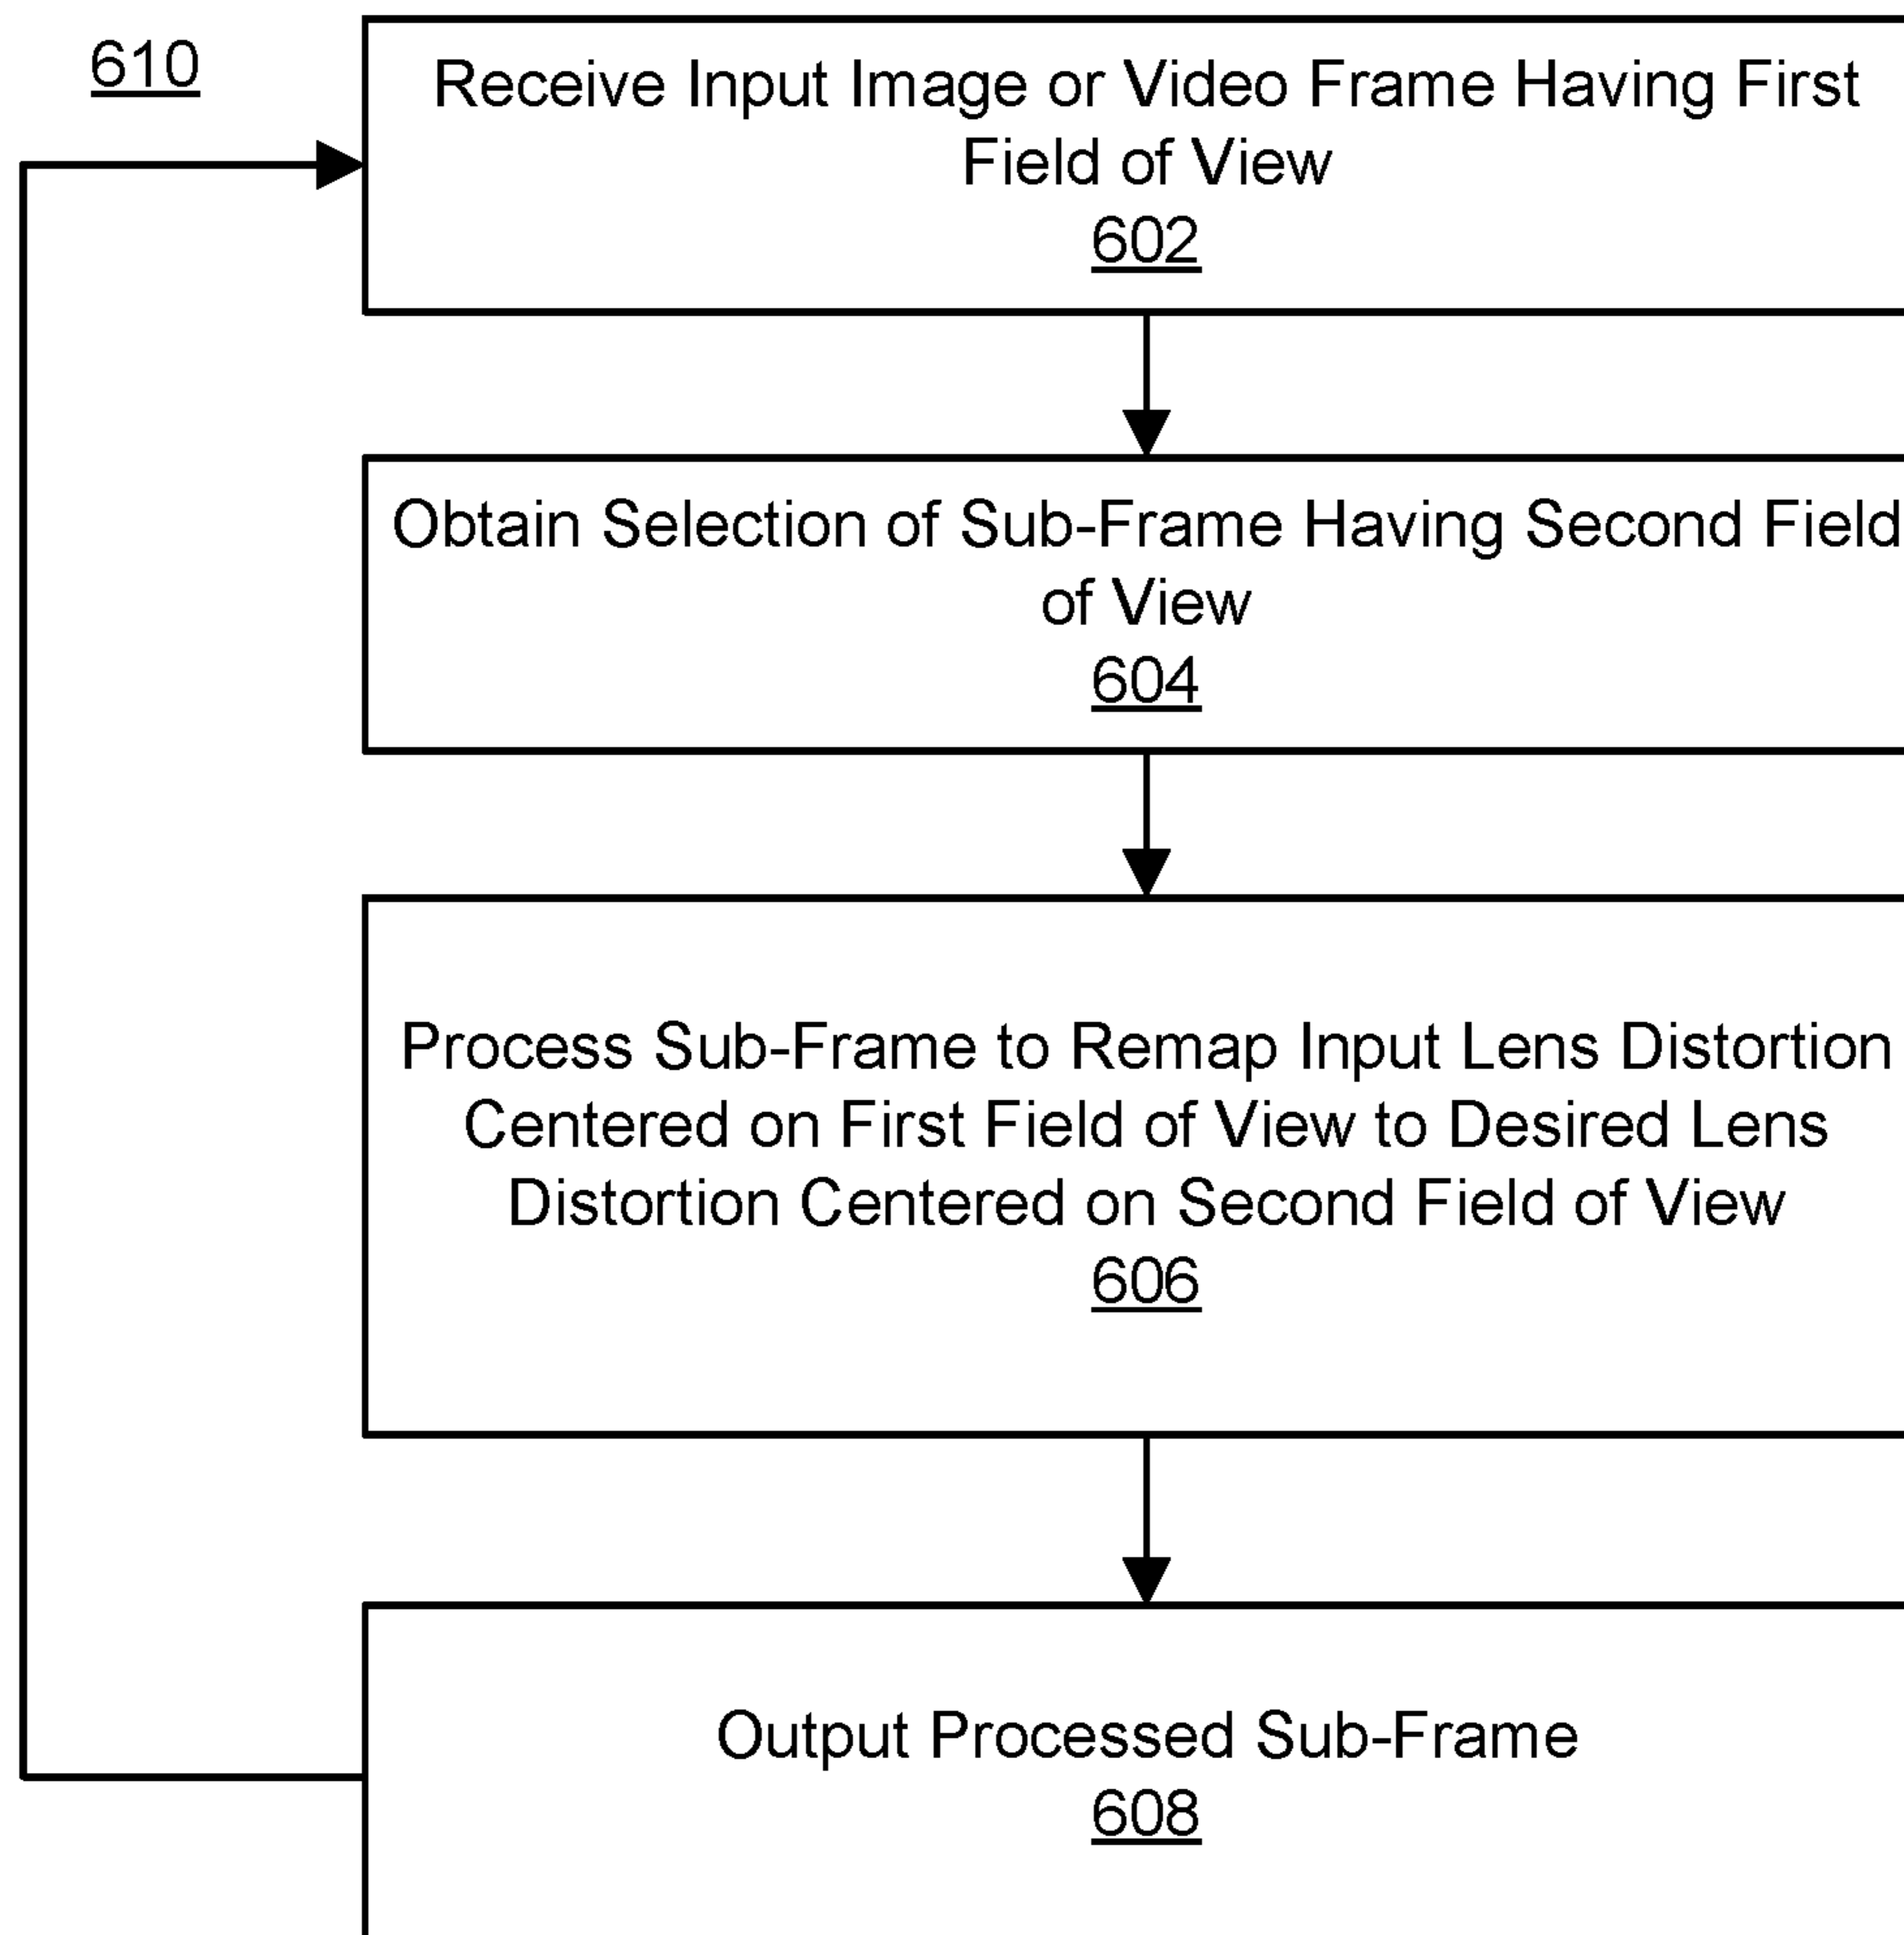 610
Receive Input Image or Video Frame Having First
Field of View
602
Obtain Selection of Sub-Frame Having Second Field
of View
604
Process Sub-Frame to Remap Input Lens Distortion
Centered on First Field of View to Desired Lens
Distortion Centered on Second Field of View
606
Output Processed Sub-Frame
608